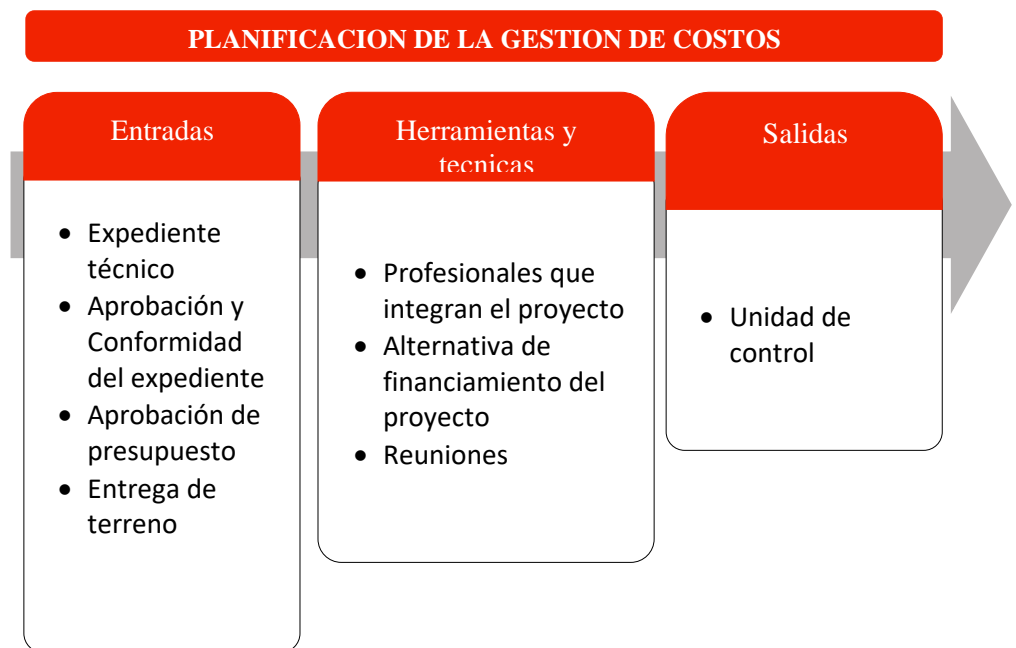 PLANIFICACION DE LA GESTION DE COSTOS
Entradas
• Expediente
técnico
• Aprobación y
Conformidad
del expediente
• Aprobación de
presupuesto
• Entrega de
terreno
Herramientas y
tecnicas
• Profesionales que
integran el proyecto
• Alternativa de
financiamiento del
proyecto
• Reuniones
Salidas
• Unidad de
control